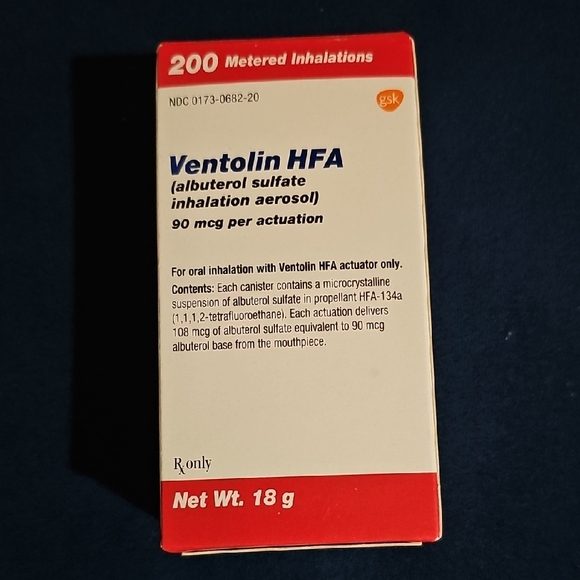 200 Metered Inhalations
NDC 0173-0682-20
gsk
Ventolin HFA
(albuterol sulfate
inhalation aerosol)
90 mcg per actuation
For oral inhalation with Ventolin HFA actuator only.
Contents: Each canister contains a microcrystalline
suspension of albuterol sulfate in propellant HFA-134a
(1,1,1,2-tetrafluoroethane). Each actuation delivers
108 mcg of albuterol sulfate equivalent to 90 mcg
albuterol base from the mouthpiece.
Rx only
Net Wt. 18 g